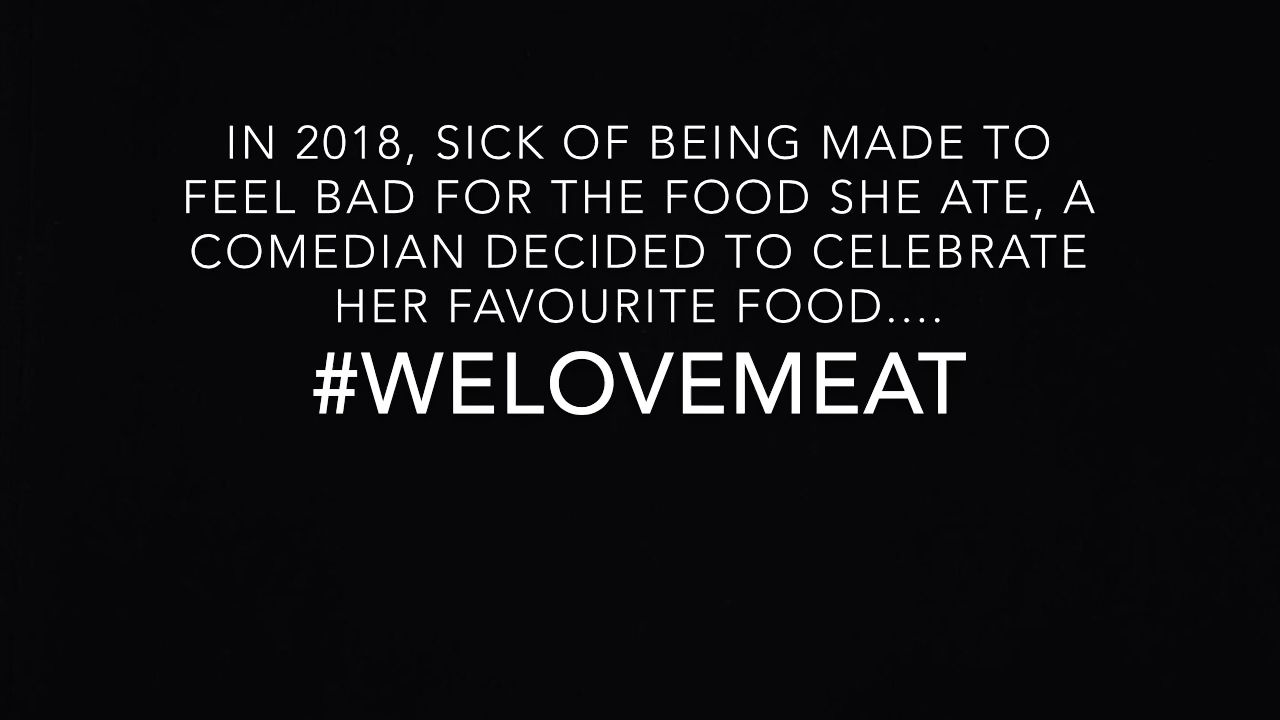 IN 2018, SICK OF BEING MADE TO
FEEL BAD FOR THE FOOD SHE ATE, A
COMEDIAN DECIDED TO CELEBRATE
HER FAVOURITE FOOD....
#WELOVEMEAT